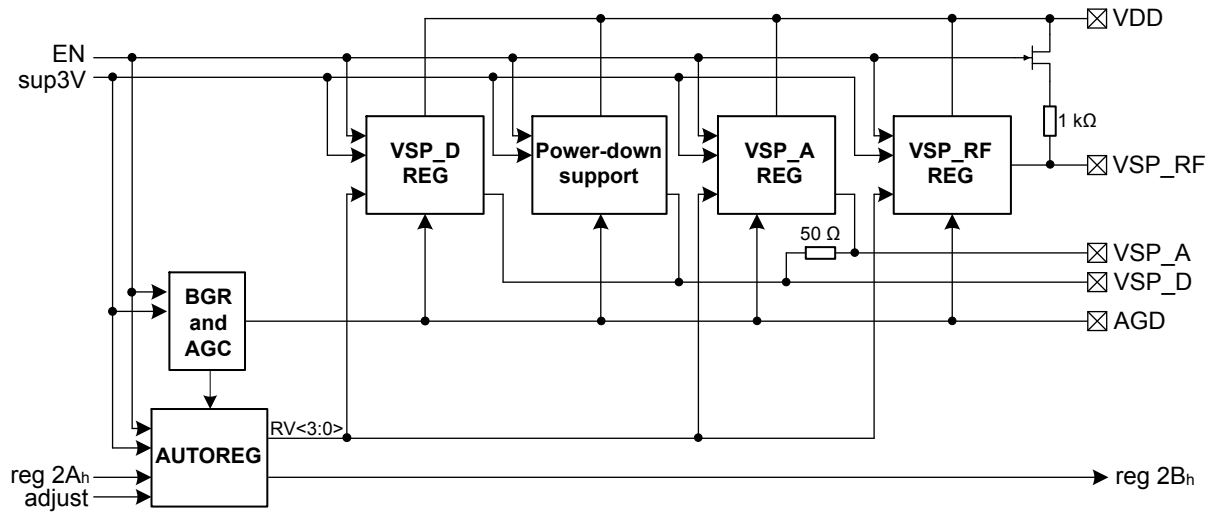 VDD
EN
sup3V
1 kΩ
VSP_D
REG
Power-down
support
VSP_A
REG
VSP_RF
REG
VSP_RF
50 Ω
VSP_A
VSP_D
BGR
and
AGC
AGD
RV<3:0>
AUTOREG
reg 2Ah
adjust
reg 2Bh